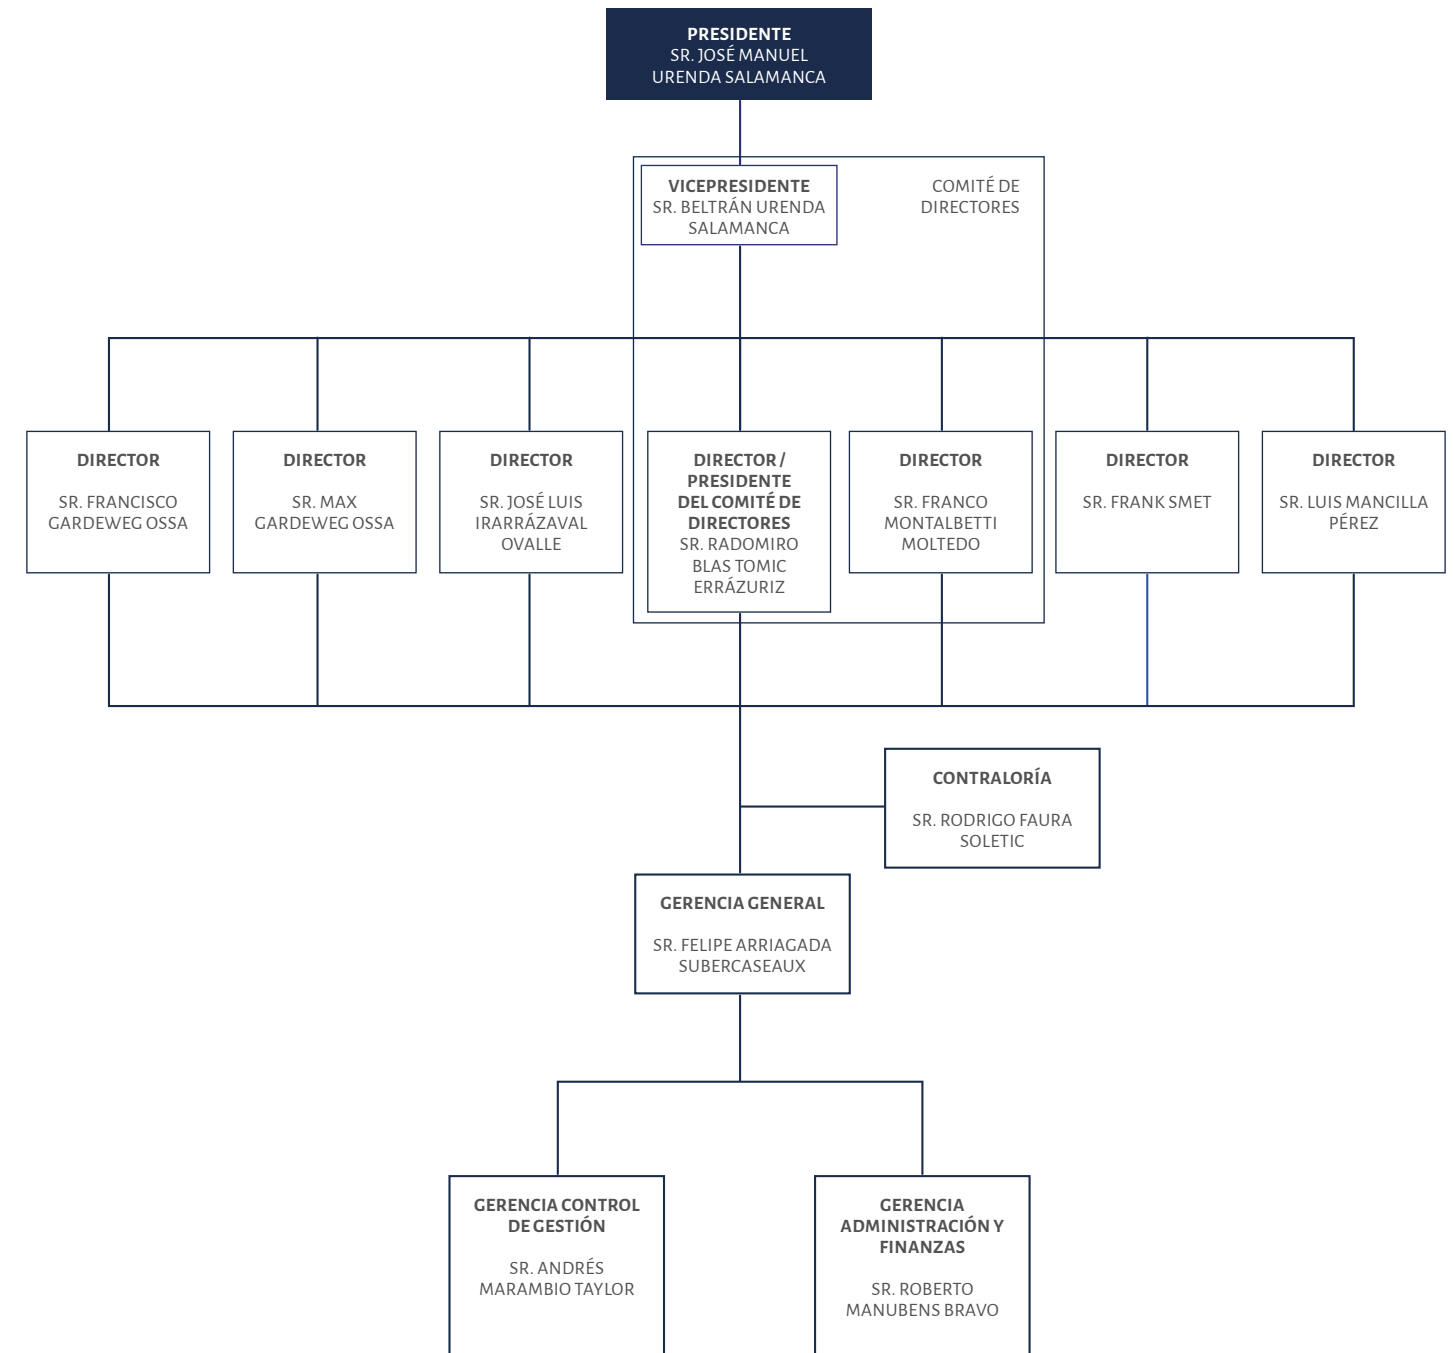 PRESIDENTE
SR. JOSÉ MANUEL
URENDA SALAMANCA
VICEPRESIDENTE
SR. BELTRÁN URENDA
SALAMANCA
COMITÉ DE
DIRECTORES
DIRECTOR
SR. FRANCISCO
GARDEWEG OSSA
DIRECTOR
SR. MAX
GARDEWEG OSSA
DIRECTOR
SR. JOSÉ LUIS
IRARRÁZAVAL
OVALLE
DIRECTOR /
PRESIDENTE
DEL COMITÉ DE
DIRECTORES
SR. RADOMIRO
BLAS TOMIC
ERRÁZURIZ
DIRECTOR
SR. FRANCO
MONTALBETTI
MOLTEDO
DIRECTOR
SR. FRANK SMET
DIRECTOR
SR. LUIS MANCILLA
PÉREZ
CONTRALORÍA
SR. RODRIGO FAURA
SOLETIC
GERENCIA GENERAL
SR. FELIPE ARRIAGADA
SUBERCASEAUX
GERENCIA CONTROL
DE GESTIÓN
SR. ANDRÉS
MARAMBIO TAYLOR
GERENCIA
ADMINISTRACIÓN Y
FINANZAS
SR. ROBERTO
MANUBENS BRAVO